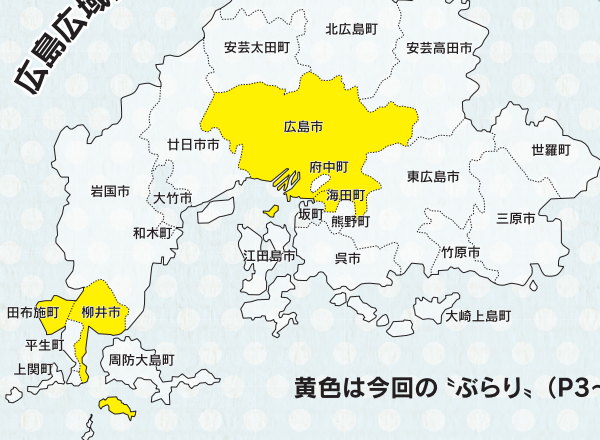 広島広域
北広島町
安芸太田町
安芸高田市
広島市
廿日市市
府中町
世羅町
海田町
東広島市
岩国市
大竹市
坂町
熊野町
三原市
和木町
江田島市
呉市
竹原市
田布施町
柳井市
大崎上島町
平生町
周防大島町
上関町
黄色は今回の〝ぶらり〟（P3～